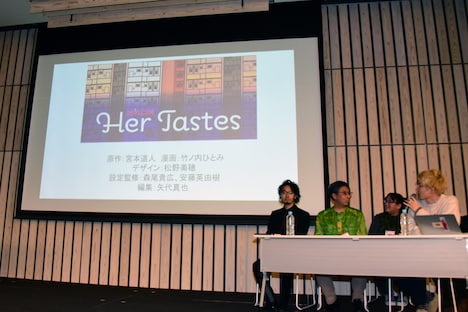 Her Tastes
原作：宮本道人　漫画：竹ノ内ひとみ
デザイン：松野美穂
設定監修：森尾貴広、安藤英由樹
編集：矢代真也